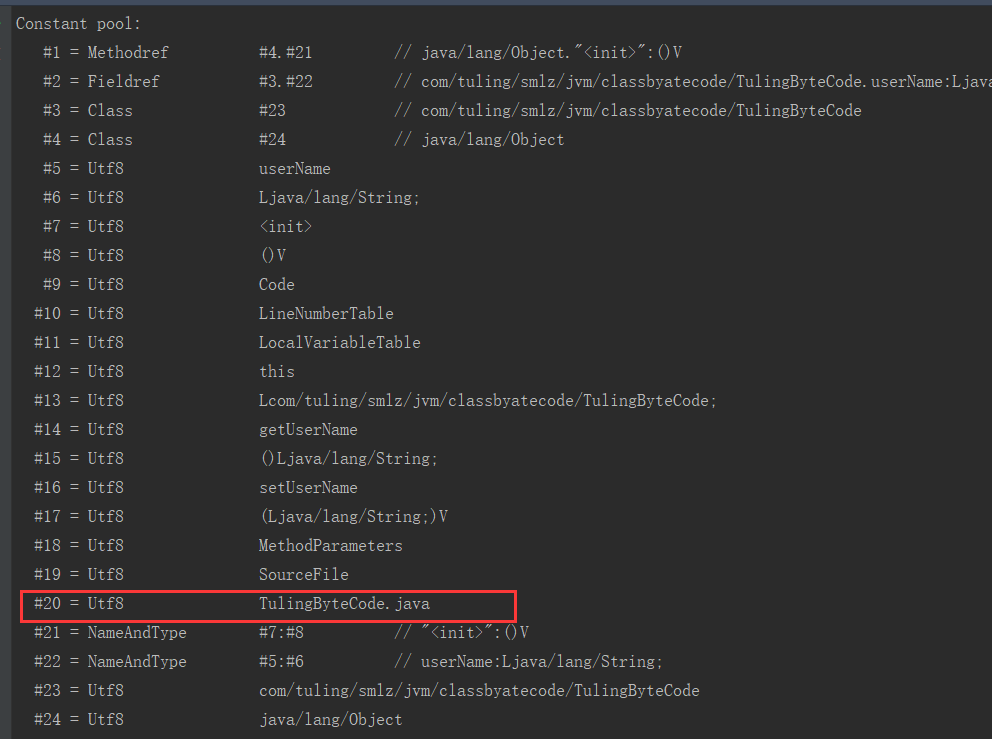 Constant pool:
#1 = Methodref #4.#21 // java/lang/Object."<init>":()V
#2 = Fieldref #3.#22 // com/tuling/smlz/jvm/classbyatecode/TulingByteCode.userName:Ljava
#3 = Class #23 // com/tuling/smlz/jvm/classbyatecode/TulingByteCode
#4 = Class #24 // java/lang/Object
#5 = Utf8 userName
#6 = Utf8 Ljava/lang/String;
#7 = Utf8 <init>
#8 = Utf8 ()V
#9 = Utf8 Code
#10 = Utf8 LineNumberTable
#11 = Utf8 LocalVariableTable
#12 = Utf8 this
#13 = Utf8 Lcom/tuling/smlz/jvm/classbyatecode/TulingByteCode;
#14 = Utf8 getUserName
#15 = Utf8 ()Ljava/lang/String;
#16 = Utf8 setUserName
#17 = Utf8 (Ljava/lang/String;)V
#18 = Utf8 MethodParameters
#19 = Utf8 SourceFile
#20 = Utf8 TulingByteCode.java
#21 = NameAndType #7:#8 // "<init>":()V
#22 = NameAndType #5:#6 // userName:Ljava/lang/String;
#23 = Utf8 com/tuling/smlz/jvm/classbyatecode/TulingByteCode
#24 = Utf8 java/lang/Object